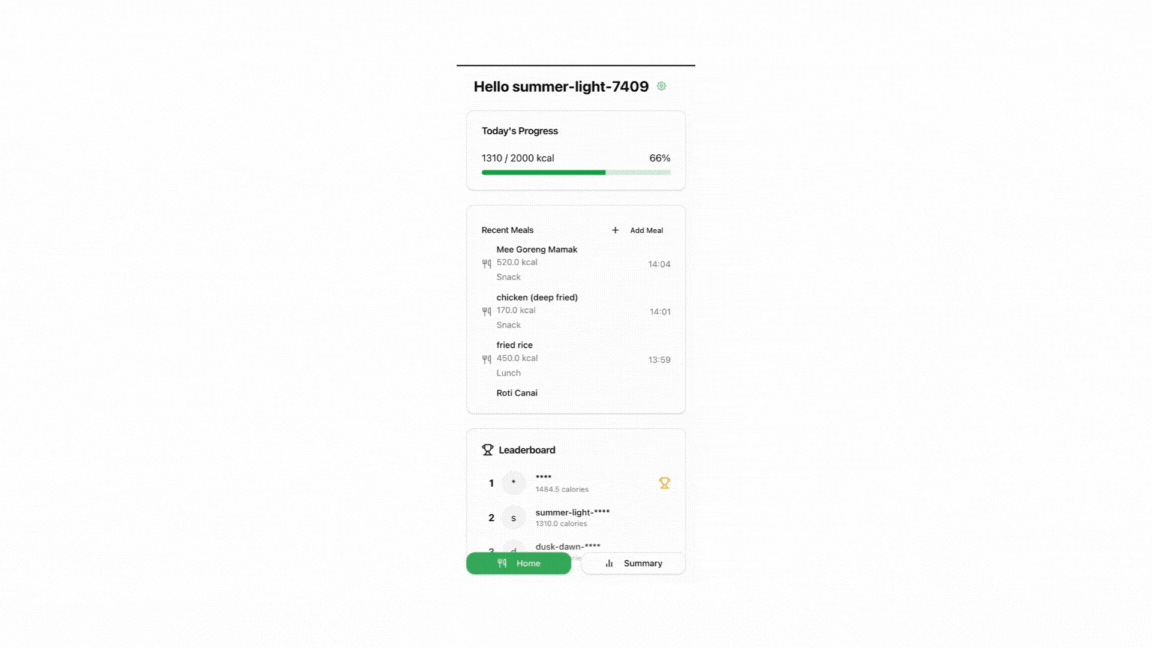 Hello summer-light-7409
Today's Progress
1310 / 2000 kcal 66%
Recent Meals + Add Meal
Mee Goreng Mamak
520.0 kcal 14:04
Snack
chicken (deep fried)
170.0 kcal 14:01
Snack
fried rice
450.0 kcal 13:59
Lunch
Roti Canai
Leaderboard
1 * ****
1484.5 calories
2 s summer-light-****
1310.0 calories
dusk-dawn-****
Home Summary